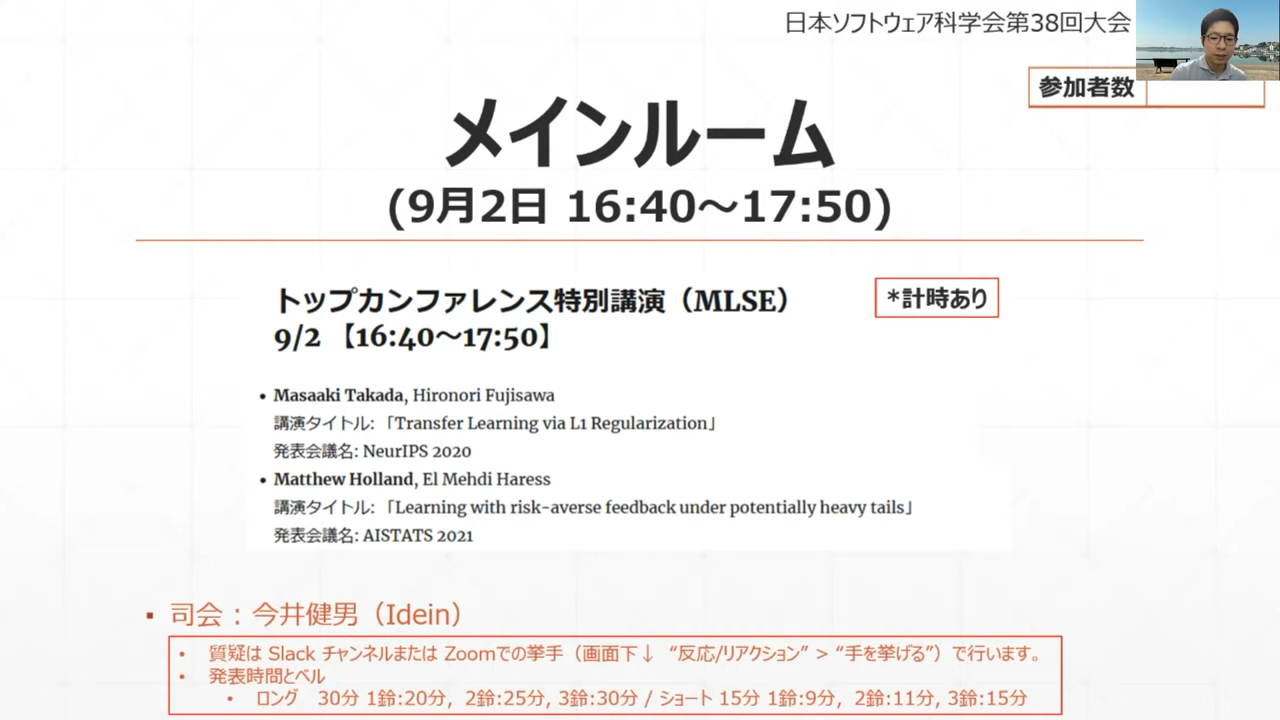 日本ソフトウェア科学会第38回大会
参加者数
メインルーム
(9月2日 16:40～17:50)
トップカンファレンス特別講演（MLSE）
*計時あり
9/2 【16:40～17:50】
• Masaaki Takada, Hironori Fujisawa
講演タイトル: 「Transfer Learning via L1 Regularization」
発表会議名: NeurIPS 2020
• Matthew Holland, El Mehdi Haress
講演タイトル: 「Learning with risk-averse feedback under potentially heavy tails」
発表会議名: AISTATS 2021
▪ 司会：今井健男（Idein）
• 質疑は Slack チャンネルまたは Zoomでの挙手（画面下↓ “反応/リアクション” > “手を挙げる”）で行います。
• 発表時間とベル
• ロング 30分 1鈴:20分, 2鈴:25分, 3鈴:30分 / ショート 15分 1鈴:9分, 2鈴:11分, 3鈴:15分